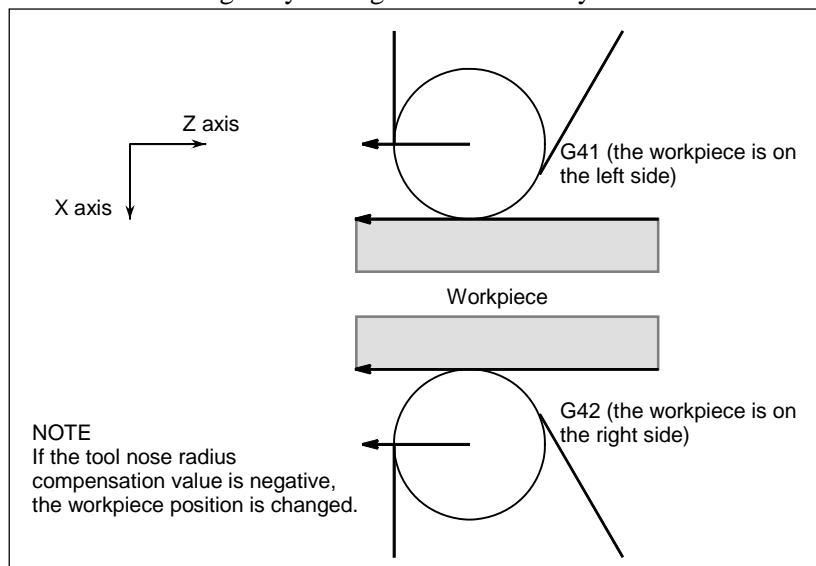 Z axis
X axis
G41 (the workpiece is on
the left side)
Workpiece
G42 (the workpiece is on
the right side)
NOTE
If the tool nose radius
compensation value is negative,
the workpiece position is changed.